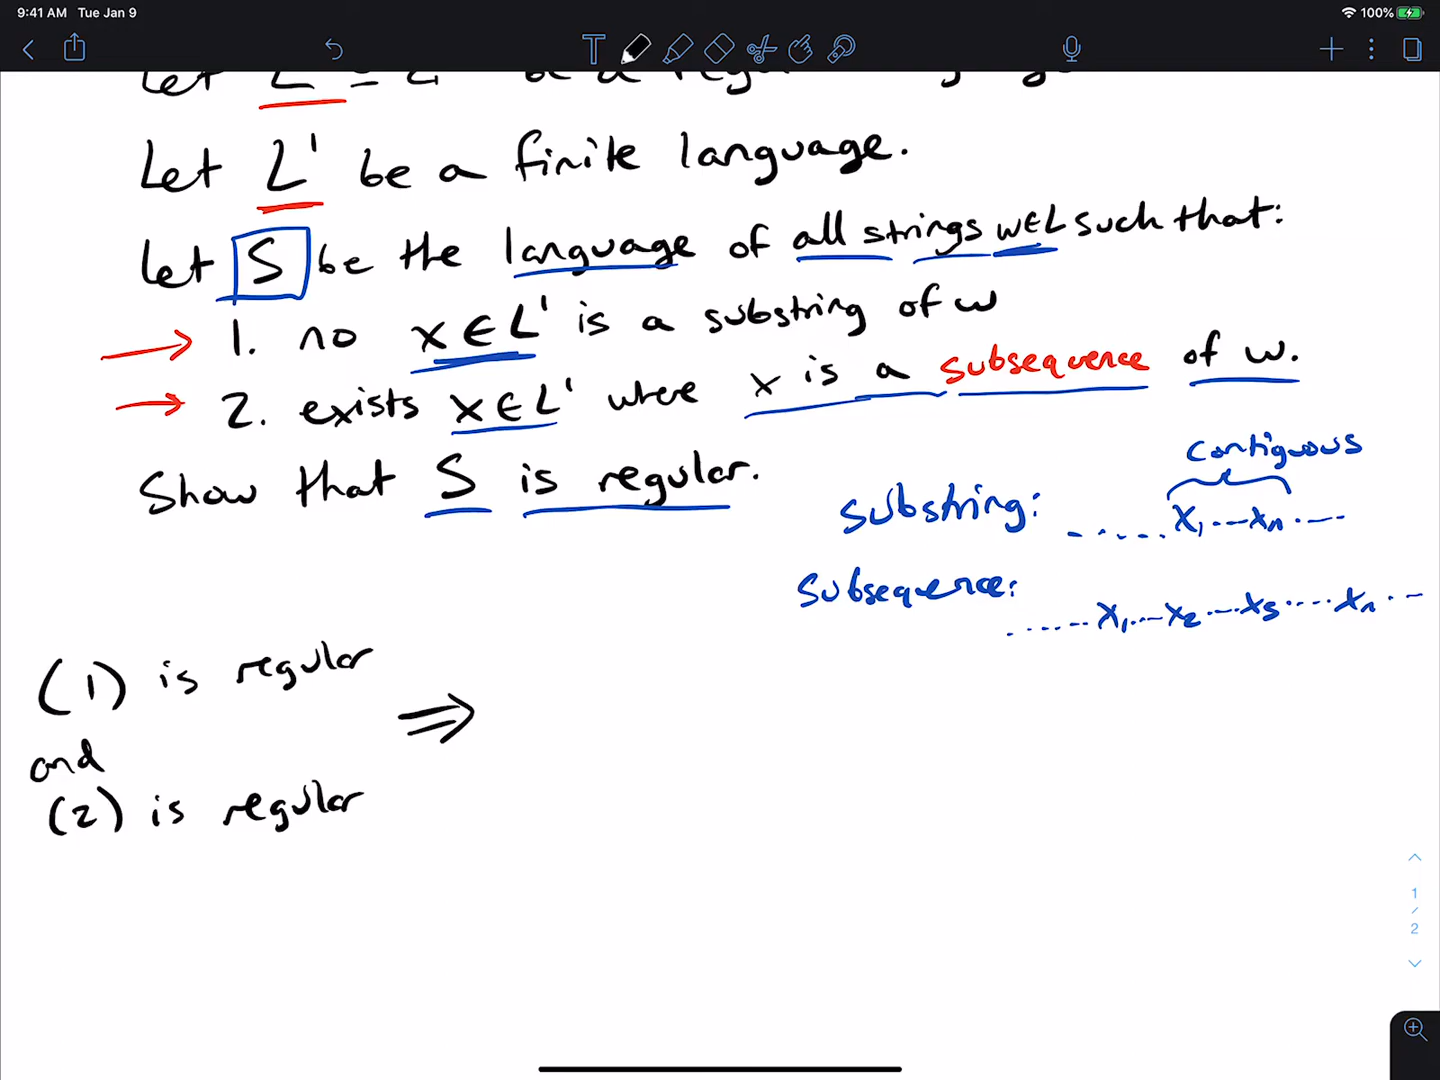 9:41 AM Tue Jan 9
100%
Let L
Let L' be a finite language.
Let S be the language of all strings w∈L such that:
1. no x∈L' is a substring of w
2. exists x∈L' where x is a subsequence of w.
Show that S is regular.
contiguous
Substring: ...... x₁...xₙ....
Subsequence: ...... x₁...x₂...x₃....xₙ...
(1) is regular
and ⇒
(2) is regular
1
/
2